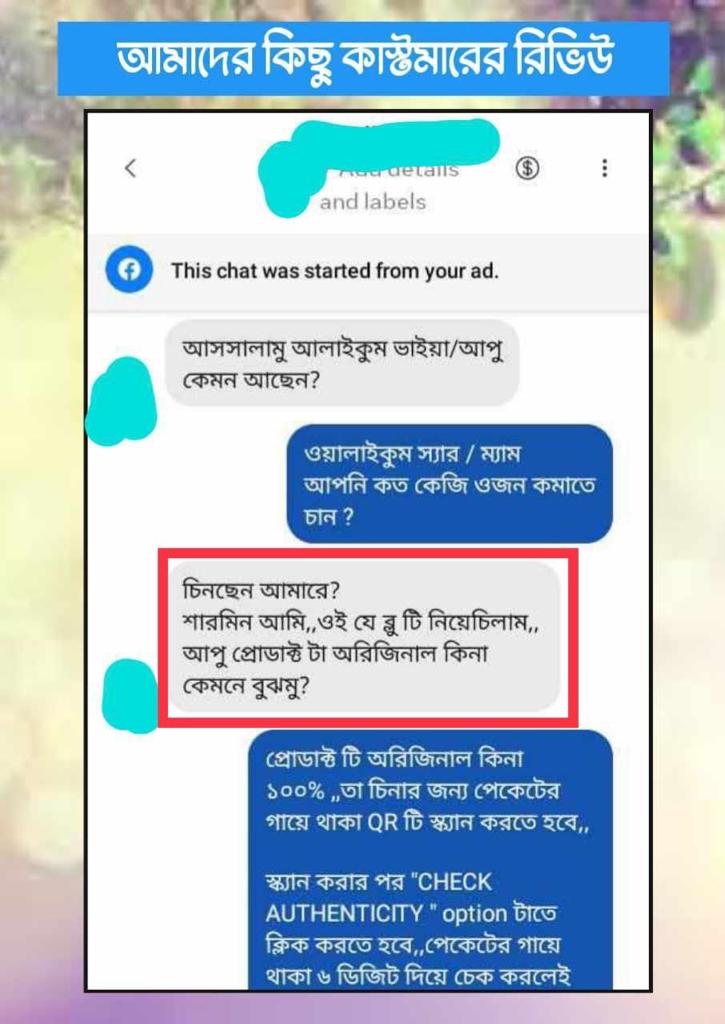 আমাদের কিছু কাস্টমারের রিভিউ
Add details
and labels
This chat was started from your ad.
আসসালামু আলাইকুম ভাইয়া/আপু
কেমন আছেন?
ওয়ালাইকুম স্যার / ম্যাম
আপনি কত কেজি ওজন কমাতে
চান ?
চিনছেন আমারে?
শারমিন আমি,,ওই যে ব্লু টি নিয়েচিলাম,,
আপু প্রোডাক্ট টা অরিজিনাল কিনা
কেমনে বুঝমু?
প্রোডাক্ট টি অরিজিনাল কিনা
১০০% ,,তা চিনার জন্য পেকেটের
গায়ে থাকা QR টি স্ক্যান করতে হবে,,
স্ক্যান করার পর "CHECK
AUTHENTICITY " option টাতে
ক্লিক করতে হবে,,পেকেটের গায়ে
থাকা ৬ ডিজিট দিয়ে চেক করলেই